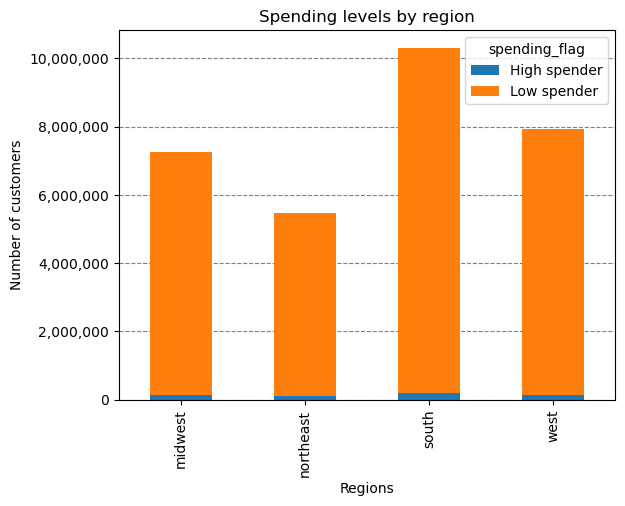 Spending levels by region
spending_flag
High spender
Low spender
Number of customers
10,000,000
8,000,000
6,000,000
4,000,000
2,000,000
0
midwest
northeast
south
west
Regions